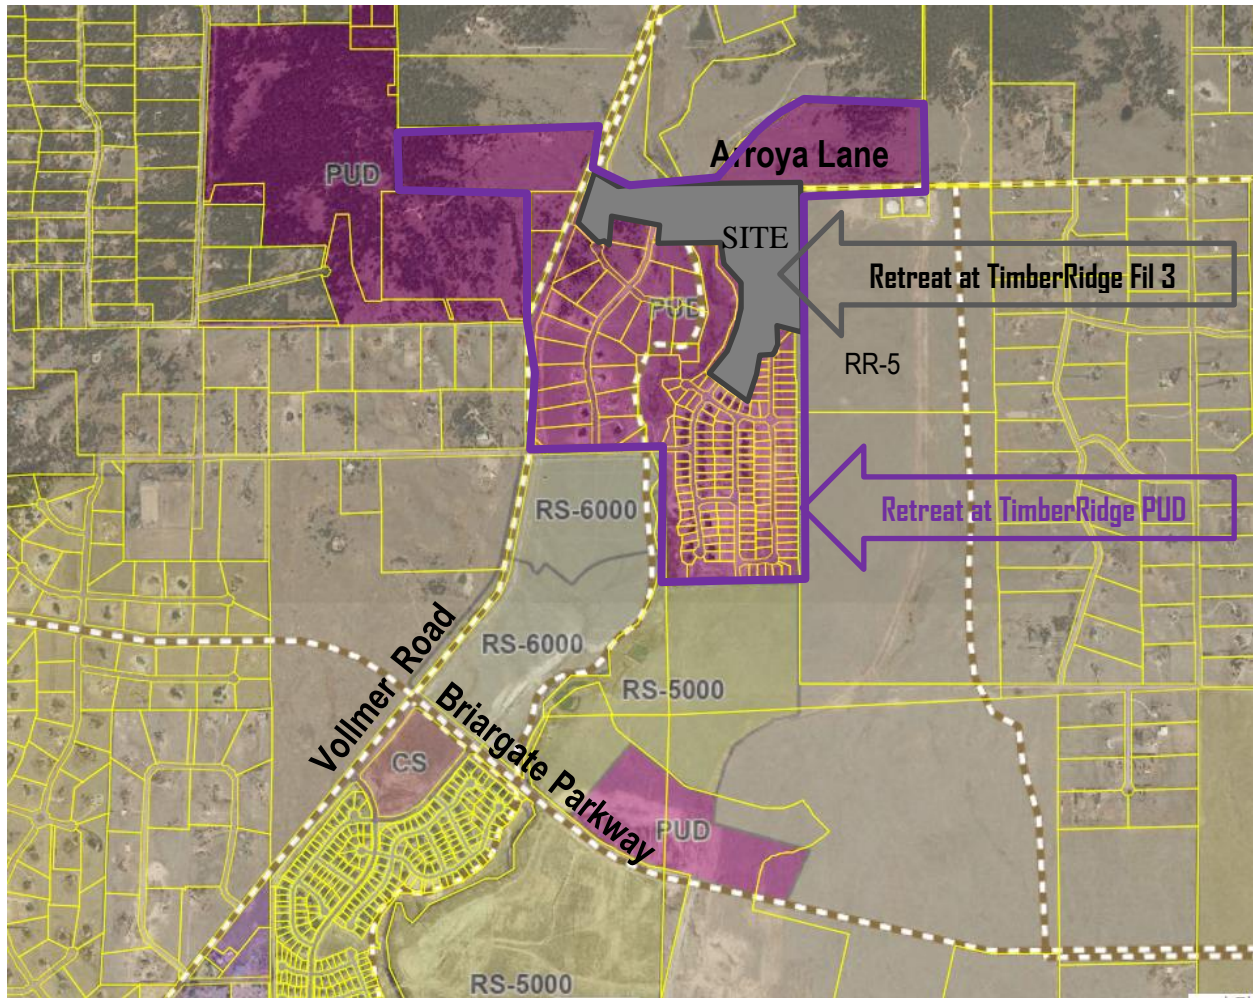 Arroya Lane
PUD
SITE
Retreat at TimberRidge Fil 3
PUD
RR-5
RS-6000
Retreat at TimberRidge PUD
RS-6000
RS-5000
Vollmer Road
Briargate Parkway
CS
PUD
RS-5000